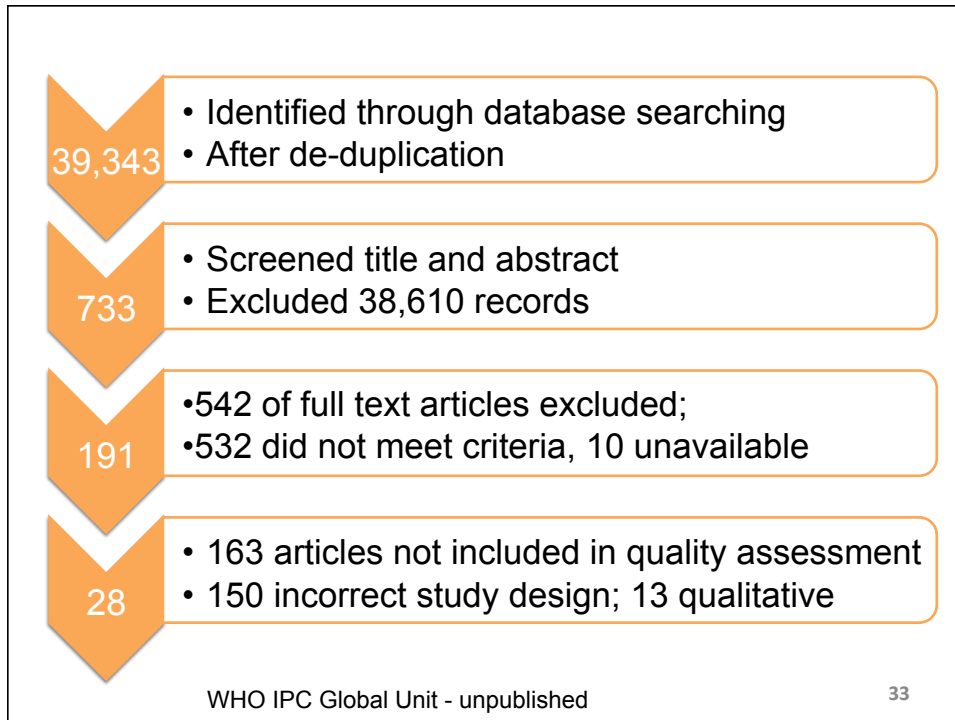 39,343
• Identified through database searching
• After de-duplication
733
• Screened title and abstract
• Excluded 38,610 records
191
•542 of full text articles excluded;
•532 did not meet criteria, 10 unavailable
28
• 163 articles not included in quality assessment
• 150 incorrect study design; 13 qualitative
WHO IPC Global Unit - unpublished
33